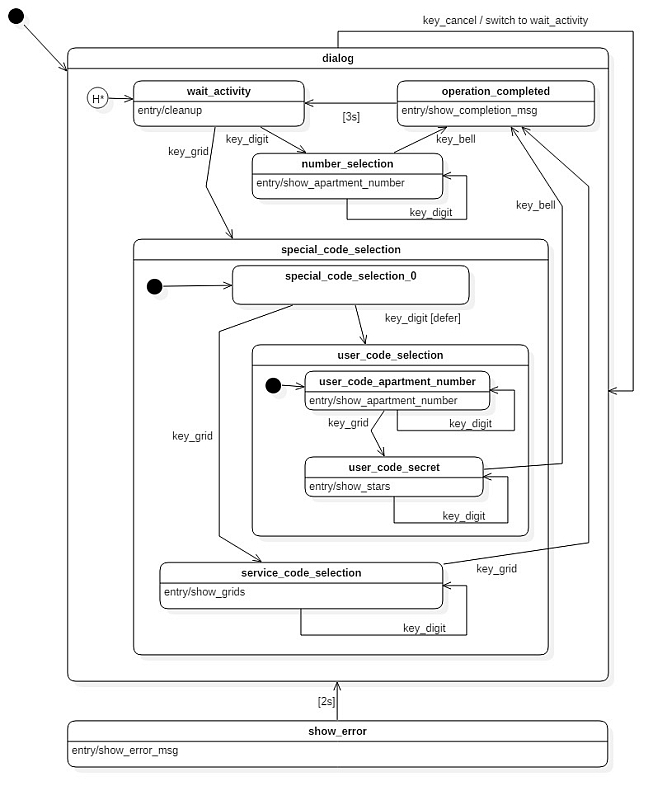 key_cancel / switch to wait_activity
dialog
H*
wait_activity
entry/cleanup
operation_completed
entry/show_completion_msg
[3s]
key_grid
key_digit
key_bell
number_selection
entry/show_apartment_number
key_digit
key_bell
special_code_selection
special_code_selection_0
key_digit [defer]
user_code_selection
user_code_apartment_number
entry/show_apartment_number
key_grid
key_digit
key_grid
user_code_secret
entry/show_stars
key_digit
service_code_selection
entry/show_grids
key_grid
key_digit
[2s]
show_error
entry/show_error_msg